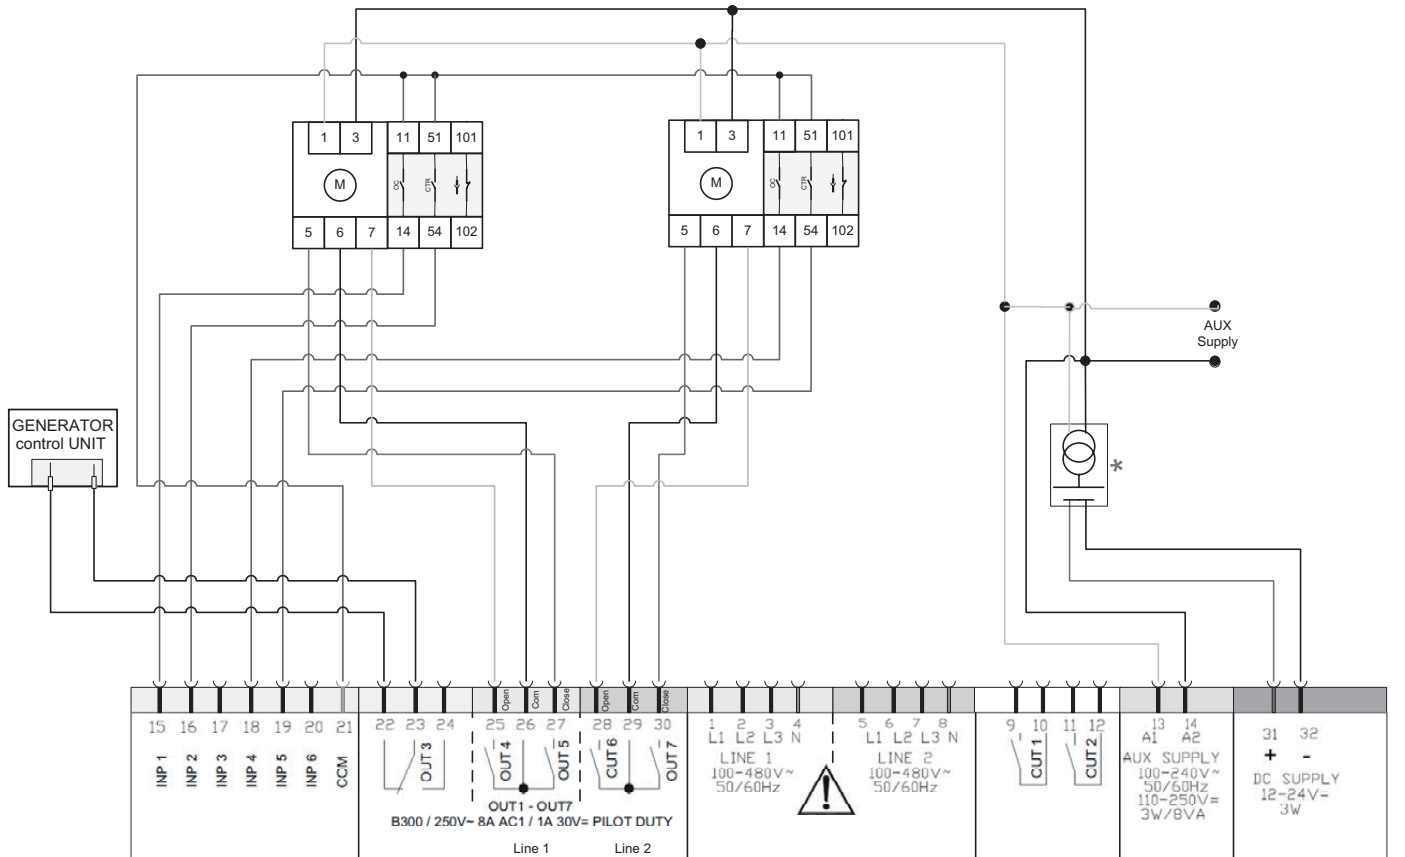 1 3 11 51 101
M OC CTR
5 6 7 14 54 102
1 3 11 51 101
M OC CTR
5 6 7 14 54 102
AUX
Supply
*
GENERATOR
control UNIT
Open Com Close Open Com Close
15 16 17 18 19 20 21
INP 1 INP 2 INP 3 INP 4 INP 5 INP 6 CCM
22 23 24
OUT 3
25 26 27
OUT 4 OUT 5
28 29 30
CUT 6 OUT 7
OUT1 - OUT7
B300 / 250V~ 8A AC1 / 1A 30V= PILOT DUTY
Line 1 Line 2
1 2 3 4
L1 L2 L3 N
LINE 1
100-480V~
50/60Hz
5 6 7 8
L1 L2 L3 N
LINE 2
100-480V~
50/60Hz
9 10 11 12
CUT 1 CUT 2
13 14
A1 A2
AUX SUPPLY
100-240V~
50/60Hz
110-250V=
3W/8VA
31 32
+ -
DC SUPPLY
12-24V=
3W